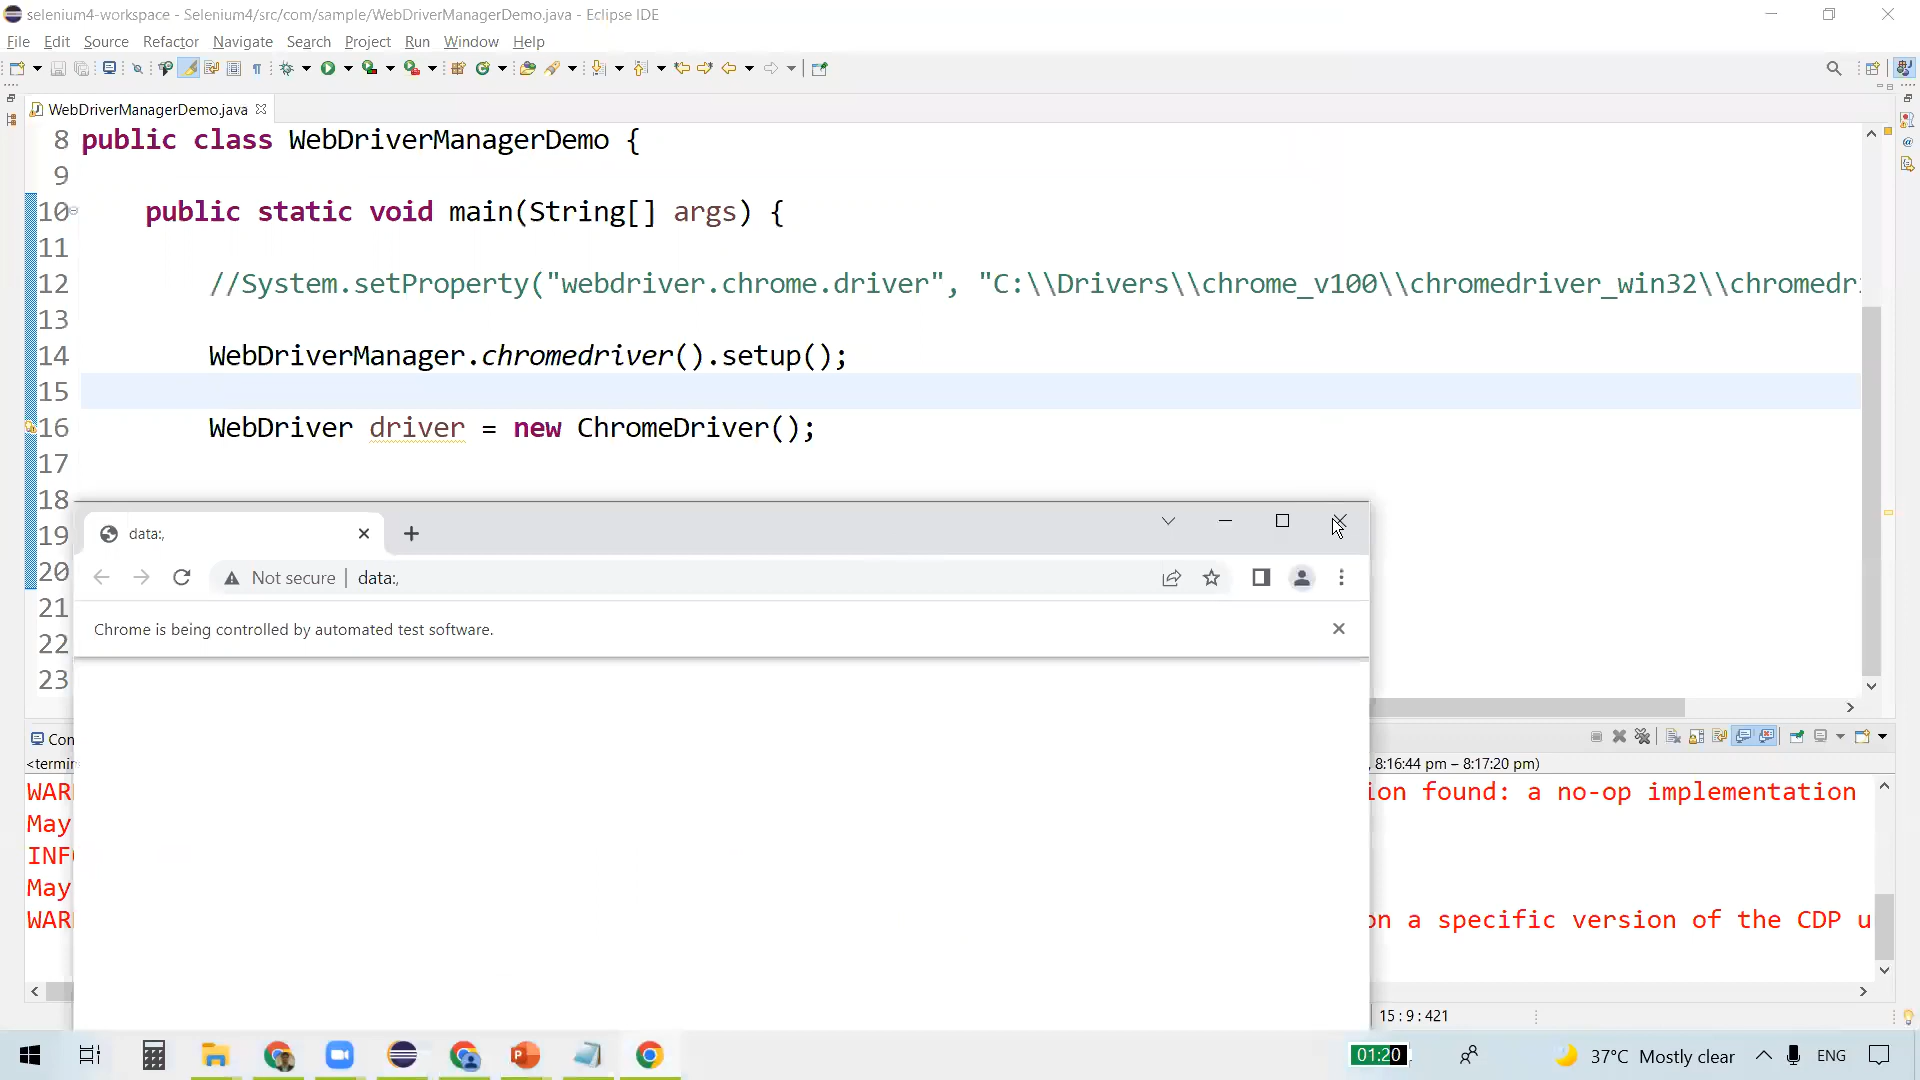 selenium4-workspace - Selenium4/src/com/sample/WebDriverManagerDemo.java - Eclipse IDE
File Edit Source Refactor Navigate Search Project Run Window Help
WebDriverManagerDemo.java
8 public class WebDriverManagerDemo {
9
10 public static void main(String[] args) {
11
12 //System.setProperty("webdriver.chrome.driver", "C:\\Drivers\\chrome_v100\\chromedriver_win32\\chromedr
13
14 WebDriverManager.chromedriver().setup();
15
16 WebDriver driver = new ChromeDriver();
17
18
19
20
21
22
23
data:,
Not secure data:,
Chrome is being controlled by automated test software.
Con
<termin , 8:16:44 pm – 8:17:20 pm)
WAR ion found: a no-op implementation
May
INFO
May
WAR on a specific version of the CDP u
15 : 9 : 421
01:20 37°C Mostly clear ENG